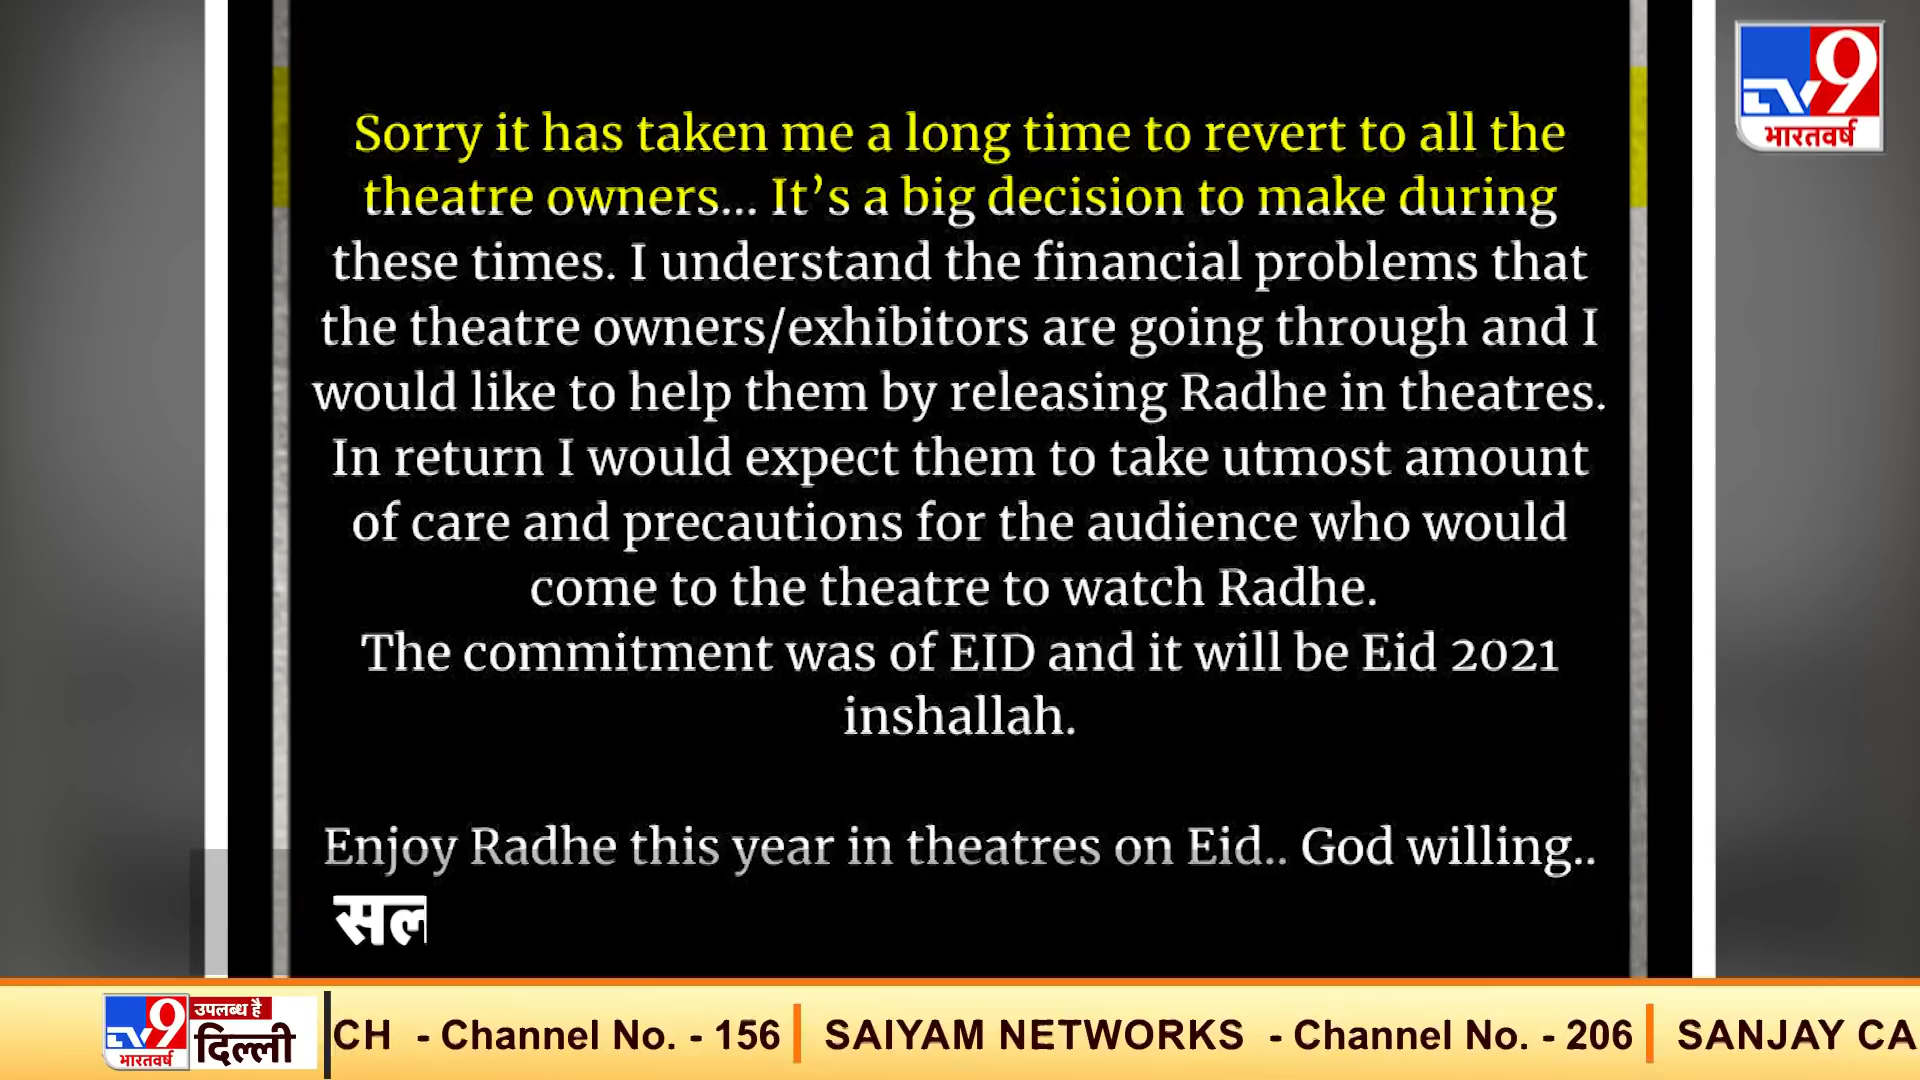 Sorry it has taken me a long time to revert to all the
theatre owners... It’s a big decision to make during
these times. I understand the financial problems that
the theatre owners/exhibitors are going through and I
would like to help them by releasing Radhe in theatres.
In return I would expect them to take utmost amount
of care and precautions for the audience who would
come to the theatre to watch Radhe.
The commitment was of EID and it will be Eid 2021
inshallah.
Enjoy Radhe this year in theatres on Eid.. God willing..
सल
TV9
भारतवर्ष
TV9
भारतवर्ष
उपलब्ध है
दिल्ली
CH - Channel No. - 156 | SAIYAM NETWORKS - Channel No. - 206 | SANJAY CA